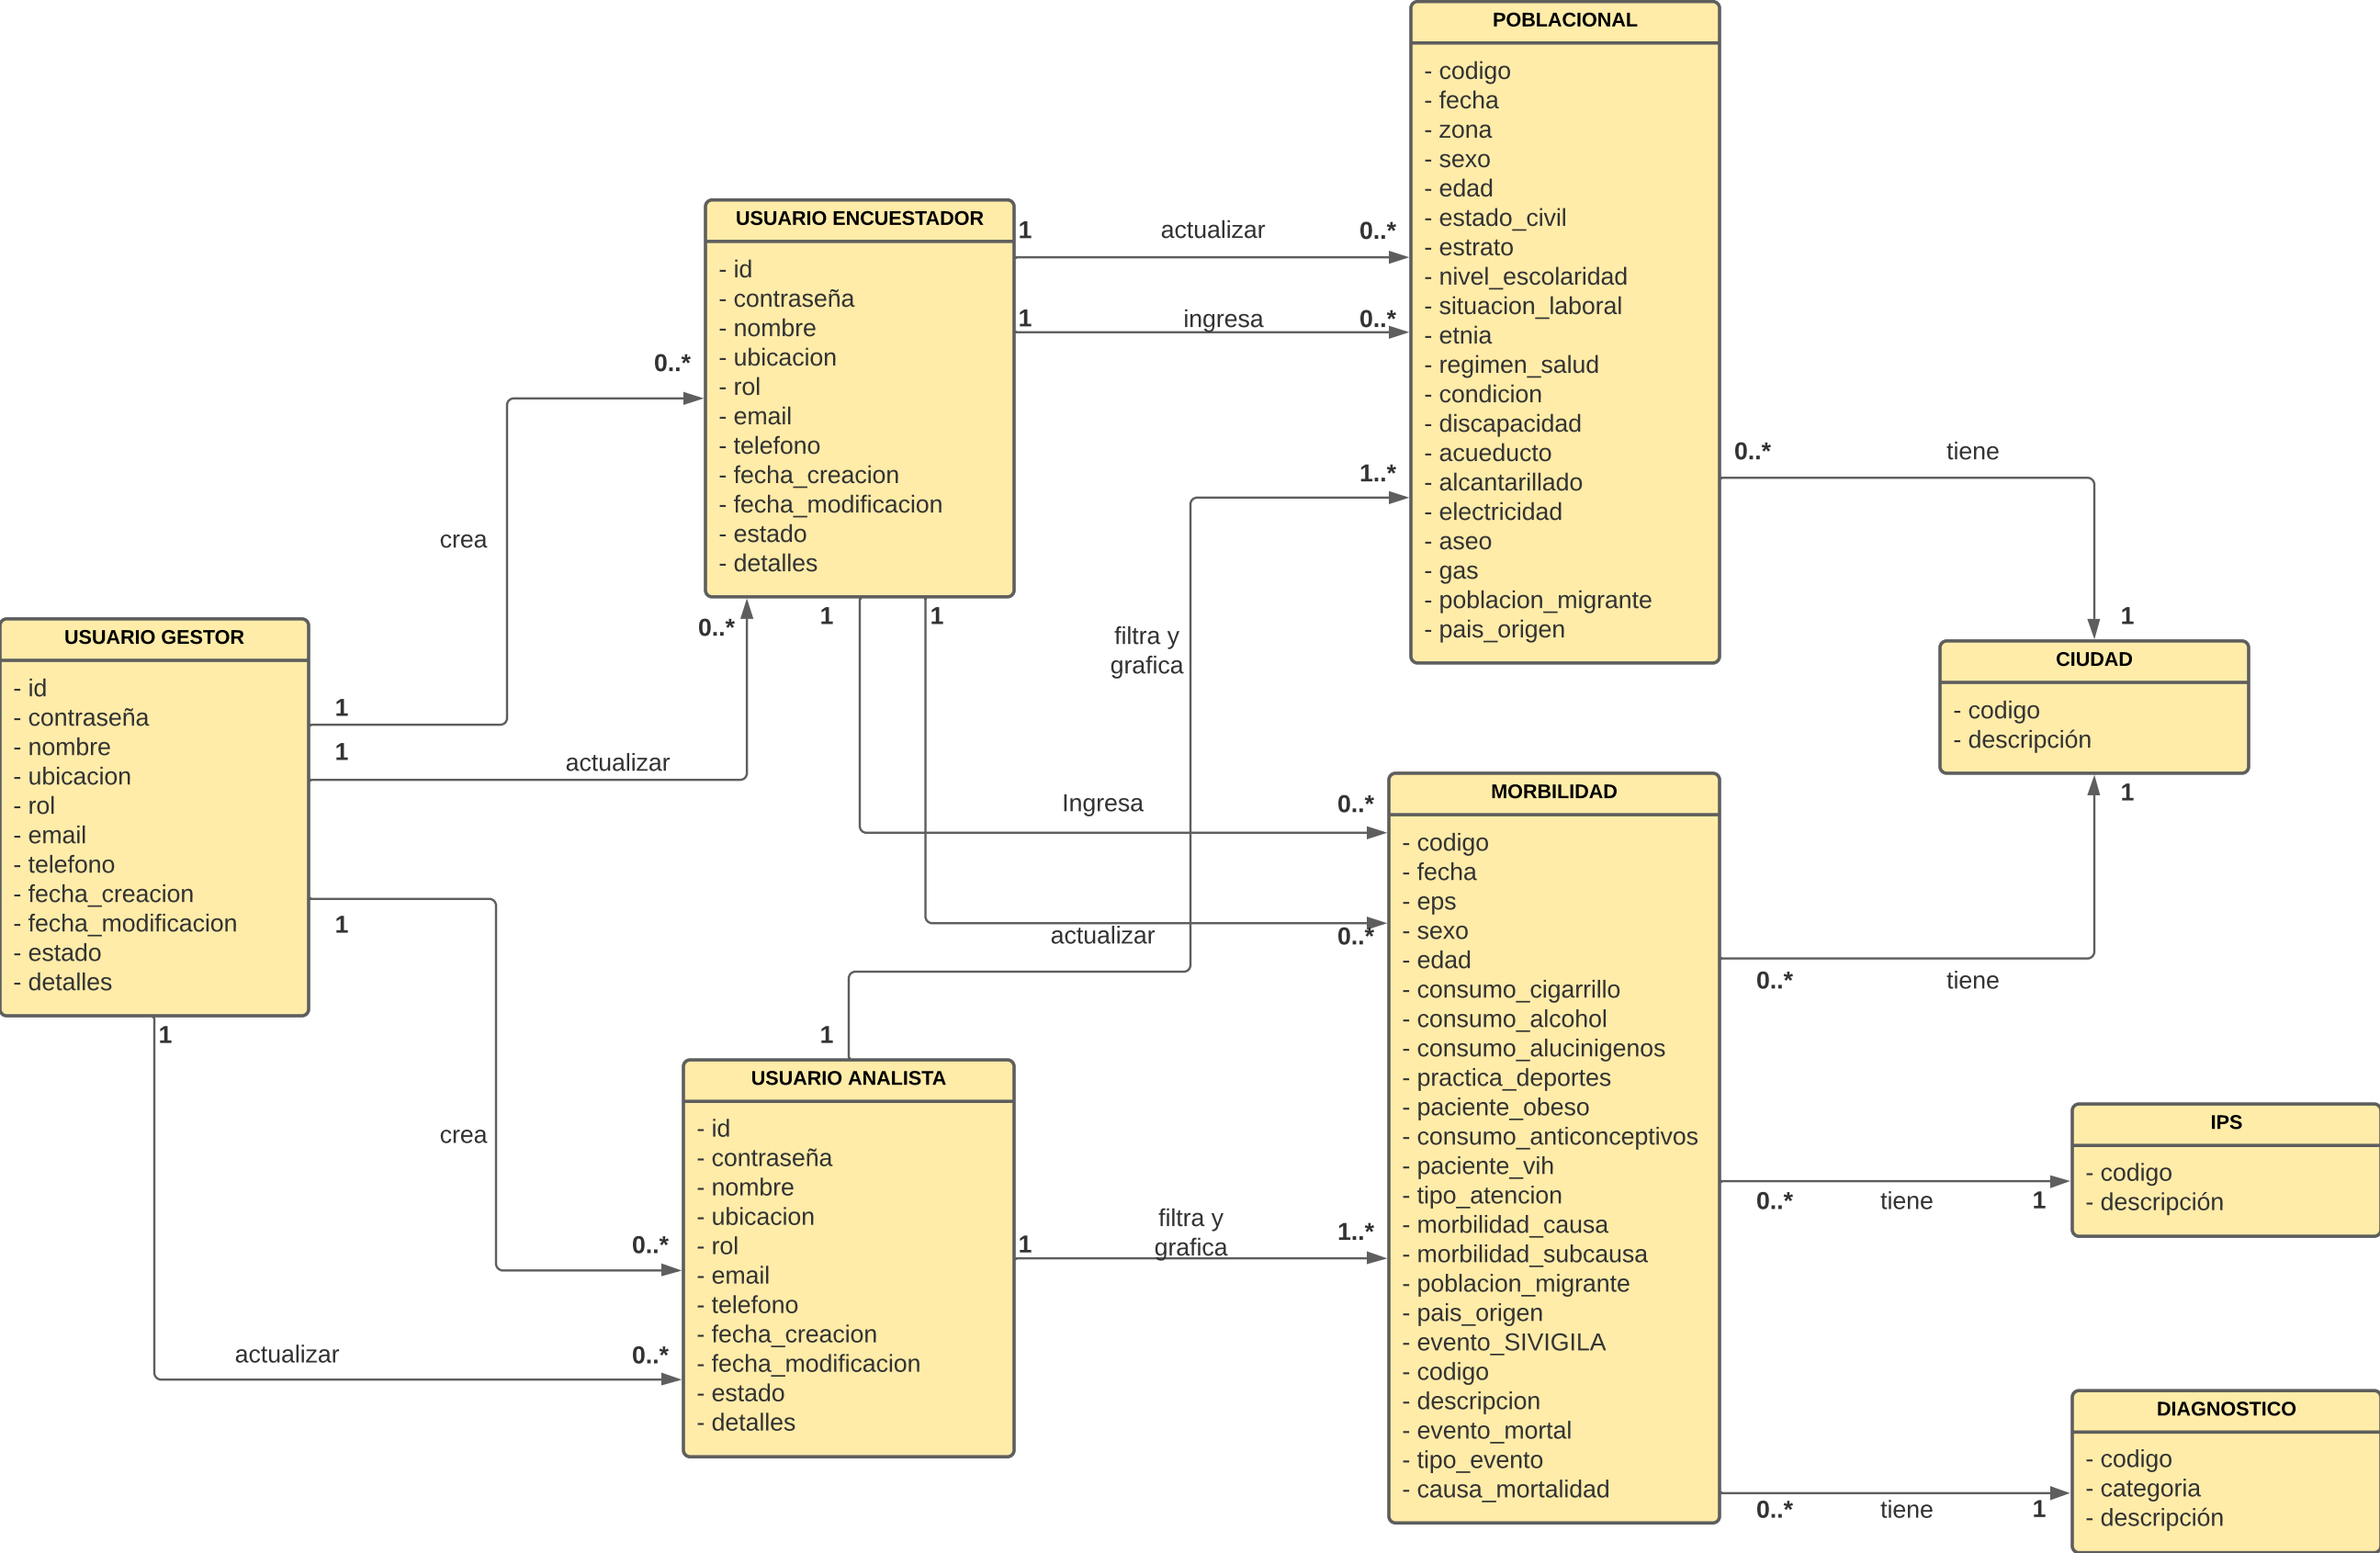 POBLACIONAL
- codigo
- fecha
- zona
- sexo
- edad
- estado_civil
- estrato
- nivel_escolaridad
- situacion_laboral
- etnia
- regimen_salud
- condicion
- discapacidad
- acueducto
- alcantarillado
- electricidad
- aseo
- gas
- poblacion_migrante
- pais_origen
USUARIO ENCUESTADOR
- id
- contraseña
- nombre
- ubicacion
- rol
- email
- telefono
- fecha_creacion
- fecha_modificacion
- estado
- detalles
1 actualizar 0..*
1 ingresa 0..*
0..*
crea
1
1
actualizar
0..*
1
1
filtra y
grafica
1..*
0..* tiene
1
USUARIO GESTOR
- id
- contraseña
- nombre
- ubicacion
- rol
- email
- telefono
- fecha_creacion
- fecha_modificacion
- estado
- detalles
CIUDAD
- codigo
- descripción
1
Ingresa 0..*
actualizar 0..*
MORBILIDAD
- codigo
- fecha
- eps
- sexo
- edad
- consumo_cigarrillo
- consumo_alcohol
- consumo_alucinigenos
- practica_deportes
- paciente_obeso
- consumo_anticonceptivos
- paciente_vih
- tipo_atencion
- morbilidad_causa
- morbilidad_subcausa
- poblacion_migrante
- pais_origen
- evento_SIVIGILA
- codigo
- descripcion
- evento_mortal
- tipo_evento
- causa_mortalidad
0..* tiene
1
1
1
crea
0..*
actualizar 0..*
USUARIO ANALISTA
- id
- contraseña
- nombre
- ubicacion
- rol
- email
- telefono
- fecha_creacion
- fecha_modificacion
- estado
- detalles
filtra y
1 grafica 1..*
IPS
- codigo
- descripción
0..* tiene 1
DIAGNOSTICO
- codigo
- categoria
- descripción
0..* tiene 1